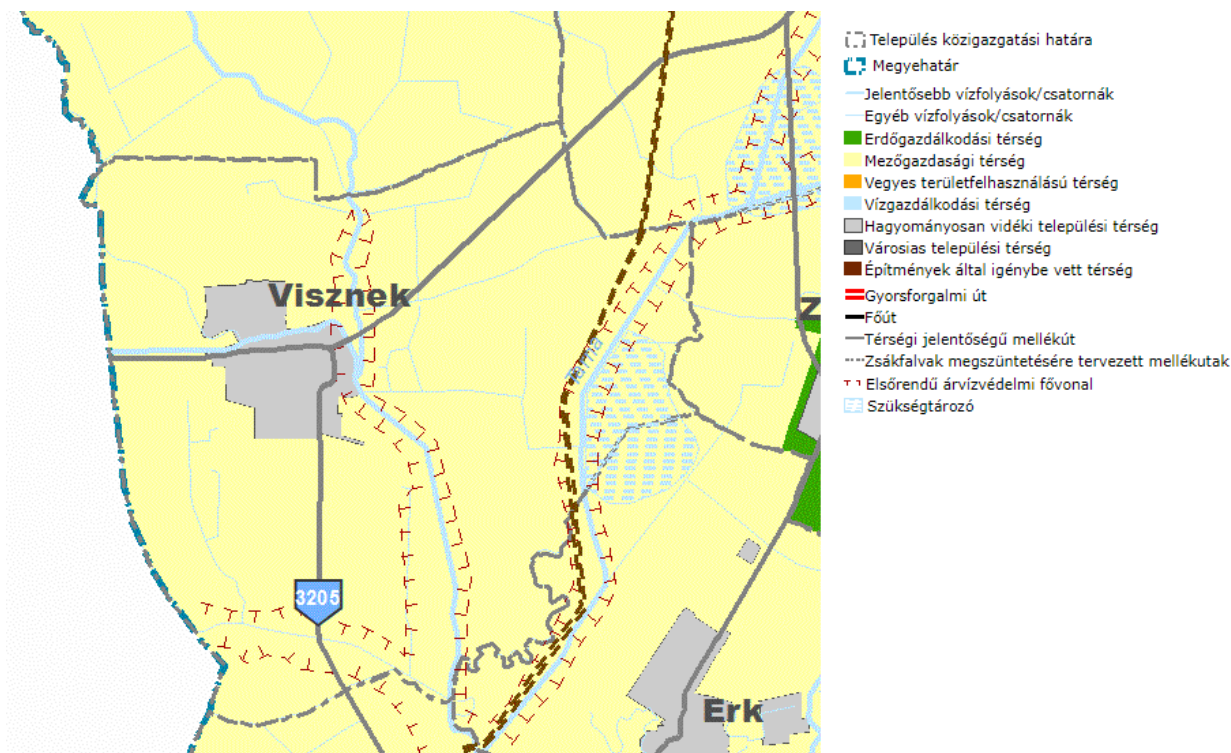 Visznek
Z
3205
Erk
Település közigazgatási határa
Megyehatár
Jelentősebb vízfolyások/csatornák
Egyéb vízfolyások/csatornák
Erdőgazdálkodási térség
Mezőgazdasági térség
Vegyes területfelhasználású térség
Vízgazdálkodási térség
Hagyományosan vidéki települési térség
Városias települési térség
Építmények által igénybe vett térség
Gyorsforgalmi út
Főút
Térségi jelentőségű mellékút
Zsákfalvak megszüntetésére tervezett mellékutak
Elsőrendű árvízvédelmi fővonal
Szükségtározó